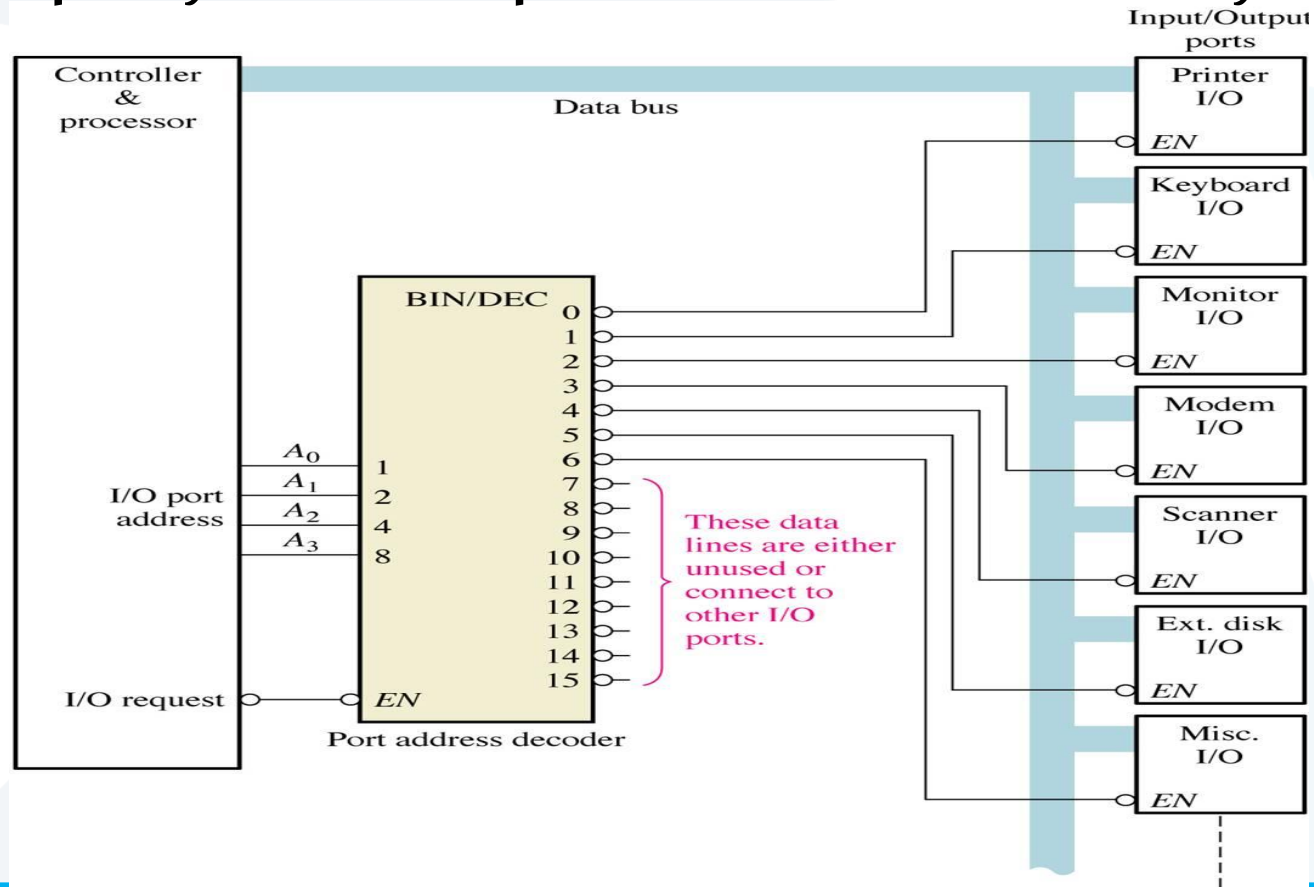 Input/Output
ports
Controller
&
processor
Data bus
Printer
I/O
EN
Keyboard
I/O
EN
Monitor
I/O
EN
Modem
I/O
EN
Scanner
I/O
EN
Ext. disk
I/O
EN
Misc.
I/O
EN
BIN/DEC
0
1
2
3
4
5
6
7
8
9
10
11
12
13
14
15
A0
A1
A2
A3
1
2
4
8
I/O port
address
I/O request
EN
Port address decoder
These data
lines are either
unused or
connect to
other I/O
ports.